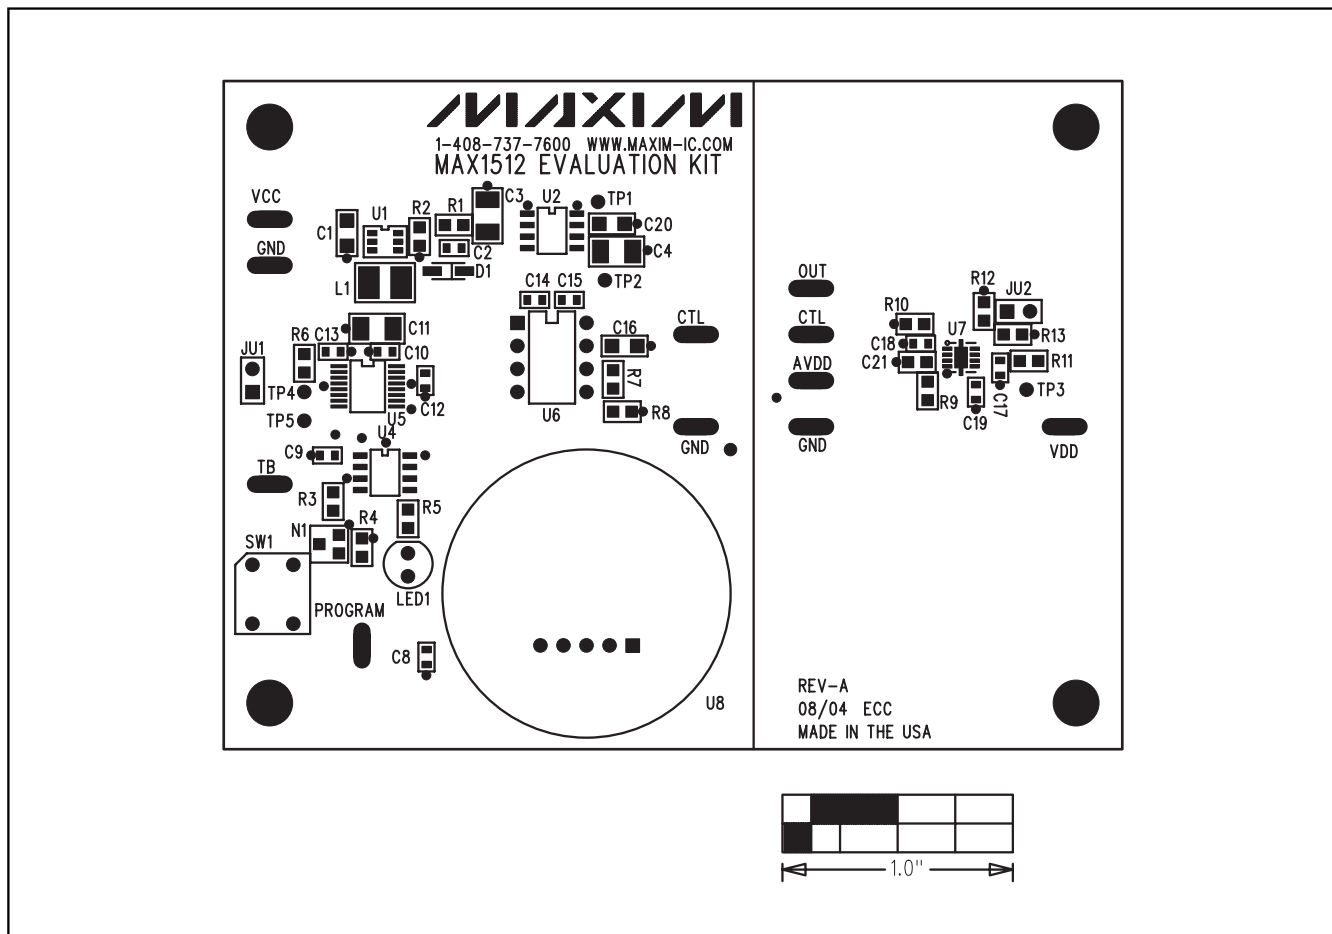 MAXIM
1-408-737-7600 WWW.MAXIM-IC.COM
MAX1512 EVALUATION KIT
VCC
GND
C1
U1
R2
R1
C3
U2
TP1
C20
C2
C4
L1
D1
TP2
C14 C15
CTL
JU1
R6
C13
C11
C10
C16
TP4
TP5
C12
U5
U4
U6
R7
R8
GND
C9
TB
R3
R5
N1
R4
SW1
LED1
PROGRAM
C8
U8
OUT
CTL
AVDD
GND
R12
JU2
R10
U7
R13
C18
C21
R11
R9
C17
C19
TP3
VDD
REV-A
08/04 ECC
MADE IN THE USA
1.0"